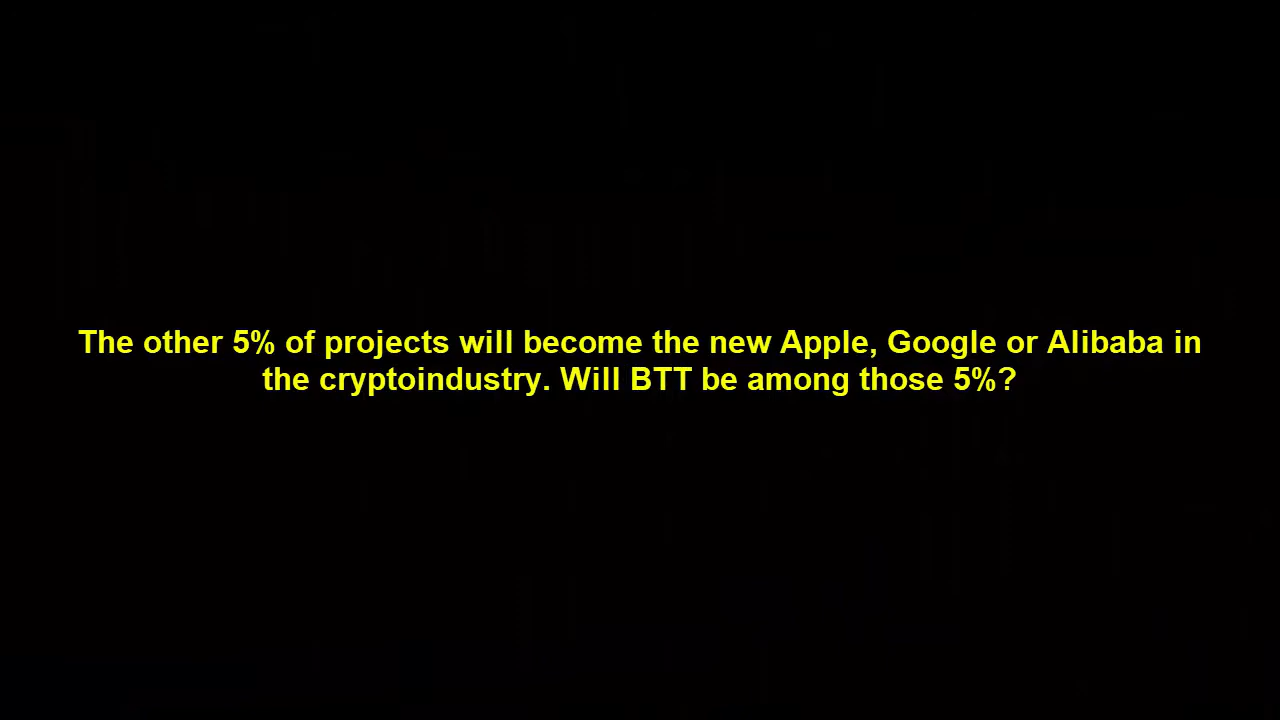 The other 5% of projects will become the new Apple, Google or Alibaba in
the cryptoindustry. Will BTT be among those 5%?